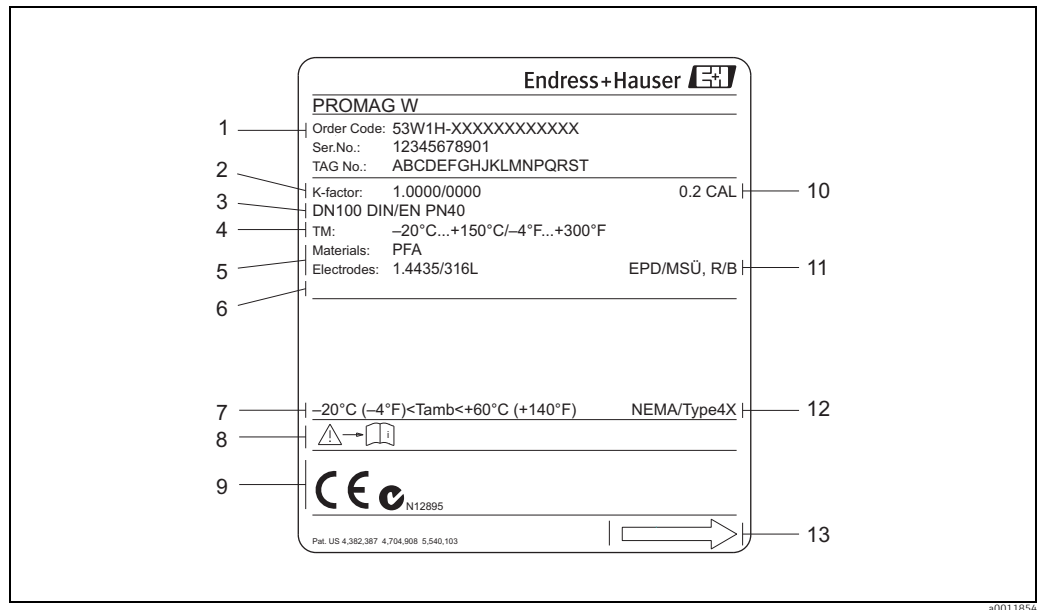 Endress+Hauser
PROMAG W
1 Order Code: 53W1H-XXXXXXXXXXXX
Ser.No.: 12345678901
TAG No.: ABCDEFGHJKLMNPQRST
2 K-factor: 1.0000/0000 0.2 CAL 10
3 DN100 DIN/EN PN40
4 TM: –20°C...+150°C/–4°F...+300°F
5 Materials: PFA
Electrodes: 1.4435/316L EPD/MSÜ, R/B 11
6
7 –20°C (–4°F)<Tamb<+60°C (+140°F) NEMA/Type4X 12
8 i
9 CE N12895
Pat. US 4,382,387 4,704,908 5,540,103 13
a0011854